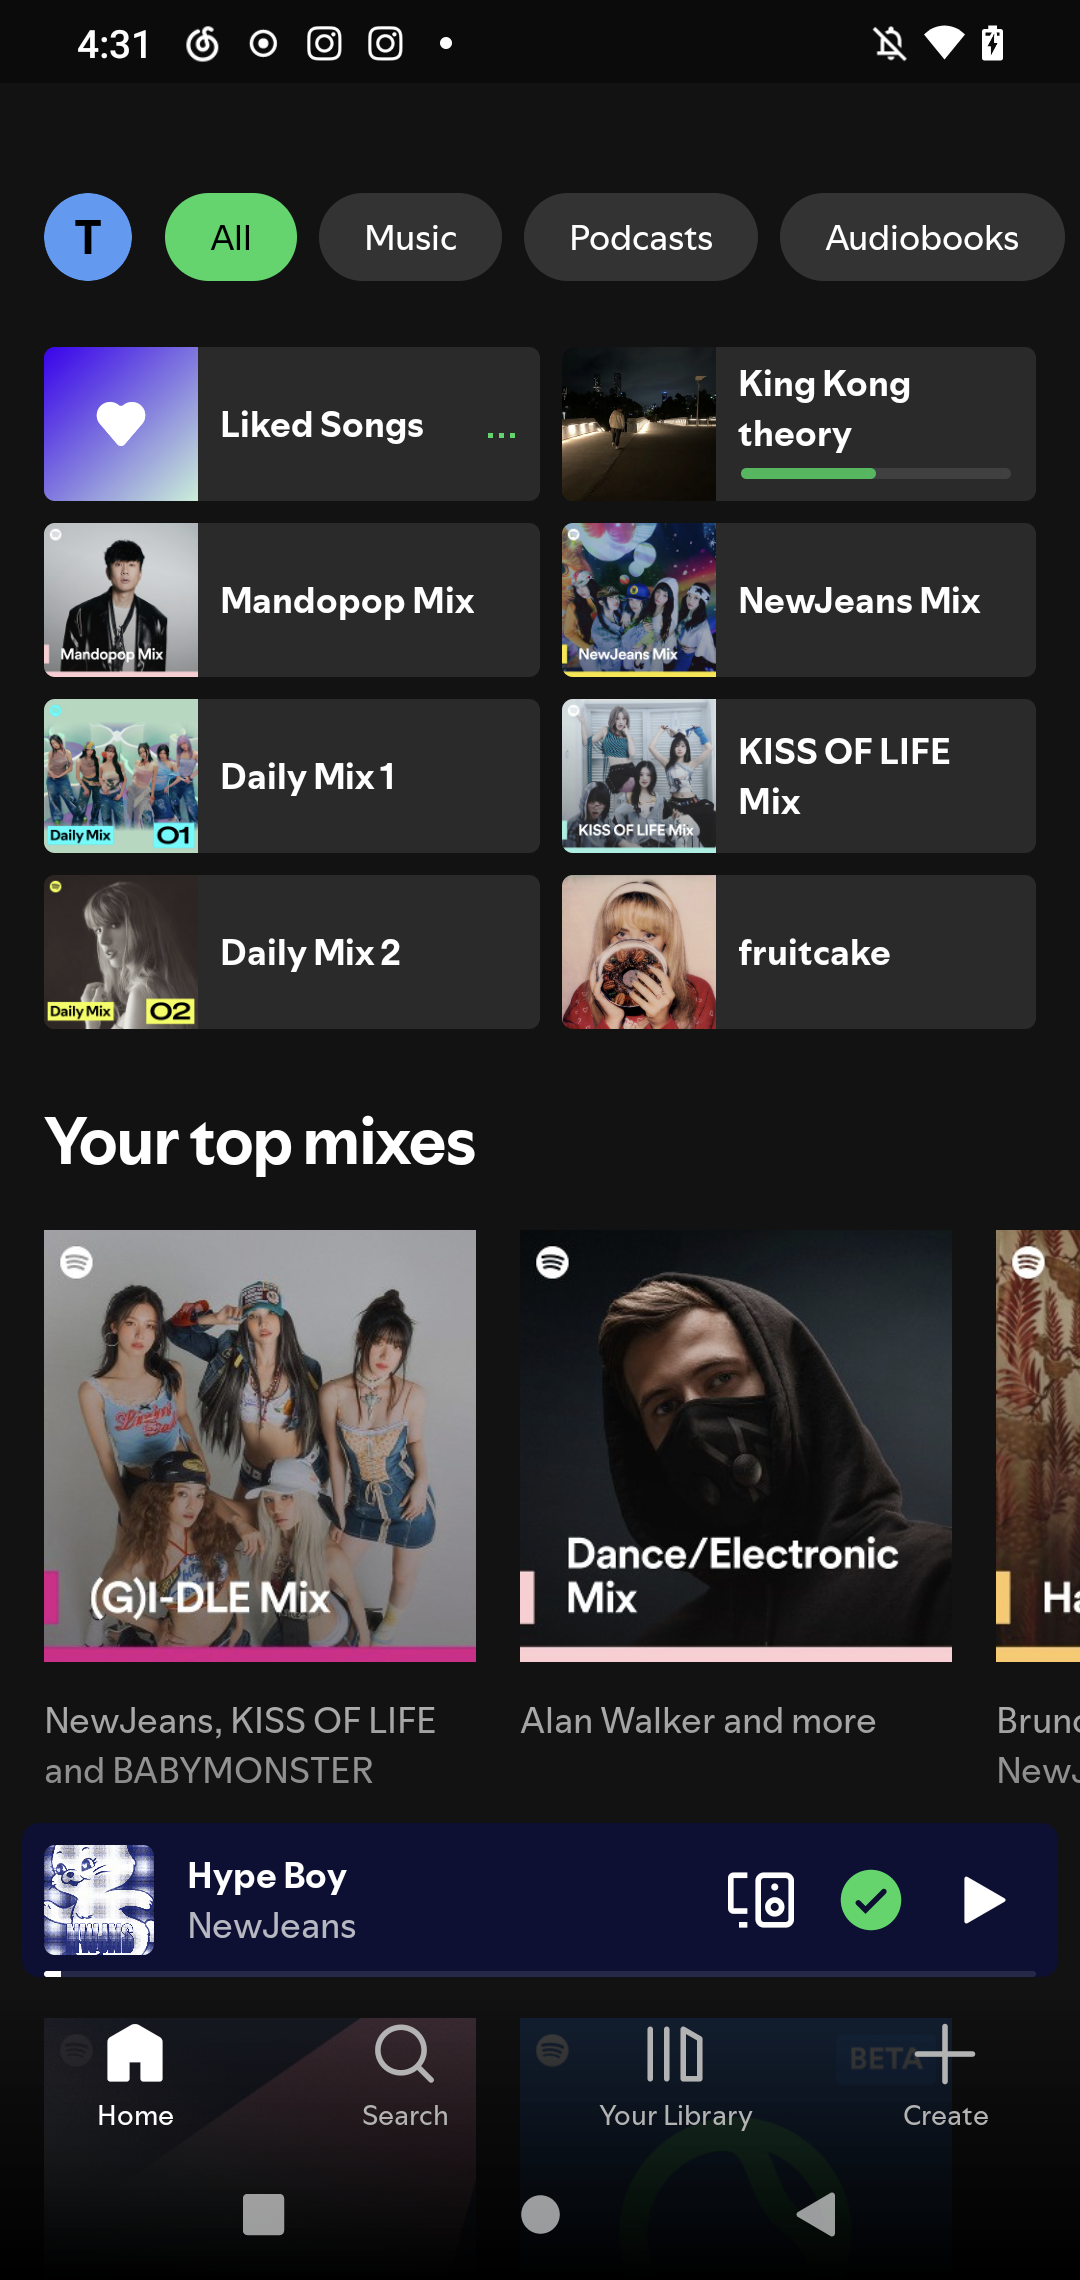 4:31
T
All
Music
Podcasts
Audiobooks
Liked Songs
King Kong
theory
Mandopop Mix
Mandopop Mix
NewJeans Mix
NewJeans Mix
Daily Mix
01
Daily Mix 1
KISS OF LIFE Mix
KISS OF LIFE
Mix
Daily Mix
02
Daily Mix 2
fruitcake
Your top mixes
(G)I-DLE Mix
Dance/Electronic
Mix
Ha
NewJeans, KISS OF LIFE
and BABYMONSTER
Alan Walker and more
Brun
NewJ
Hype Boy
NewJeans
BETA
Home
Search
Your Library
Create